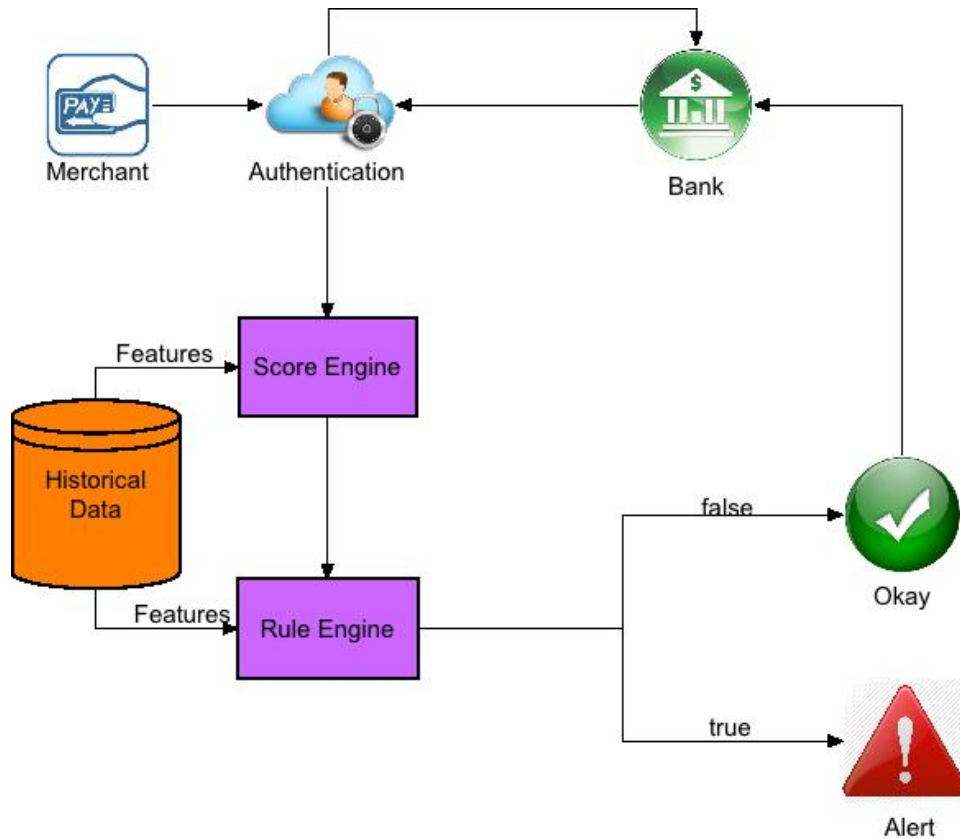 PAY
$
Merchant
Authentication
Bank
Features
Score Engine
Historical
Data
false
Features
Rule Engine
Okay
true
Alert